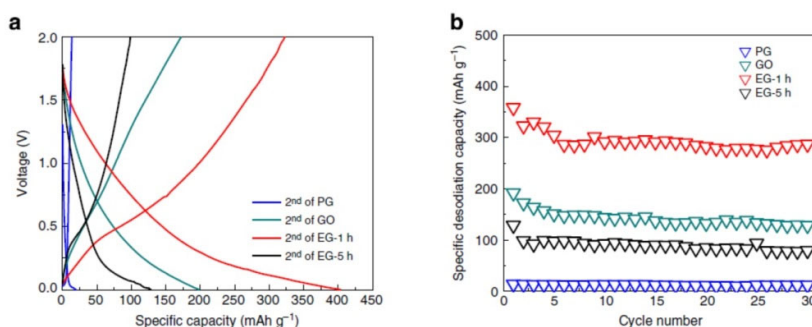 a
2.0
1.5
1.0
0.5
0.0
Voltage (V)
2nd of PG
2nd of GO
2nd of EG-1 h
2nd of EG-5 h
0 50 100 150 200 250 300 350 400 450
Specific capacity (mAh g⁻¹)
b
500
400
300
200
100
0
Specific desodiation capacity (mAh g⁻¹)
PG
GO
EG-1 h
EG-5 h
0 5 10 15 20 25 30
Cycle number